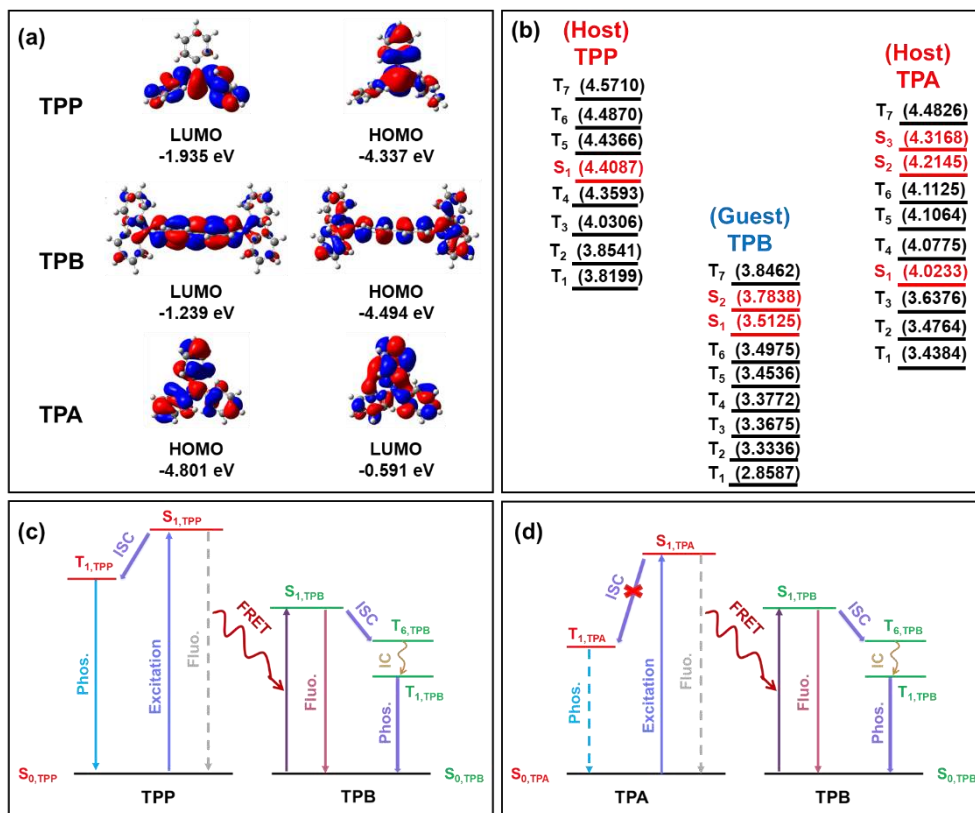 (a)
TPP
LUMO
-1.935 eV
HOMO
-4.337 eV
TPB
LUMO
-1.239 eV
HOMO
-4.494 eV
TPA
HOMO
-4.801 eV
LUMO
-0.591 eV
(b)
(Host)
TPP
T₇ (4.5710)
T₆ (4.4870)
T₅ (4.4366)
S₁ (4.4087)
T₄ (4.3593)
T₃ (4.0306)
T₂ (3.8541)
T₁ (3.8199)
(Guest)
TPB
T₇ (3.8462)
S₂ (3.7838)
S₁ (3.5125)
T₆ (3.4975)
T₅ (3.4536)
T₄ (3.3772)
T₃ (3.3675)
T₂ (3.3336)
T₁ (2.8587)
(Host)
TPA
T₇ (4.4826)
S₃ (4.3168)
S₂ (4.2145)
T₆ (4.1125)
T₅ (4.1064)
T₄ (4.0775)
S₁ (4.0233)
T₃ (3.6376)
T₂ (3.4764)
T₁ (3.4384)
(c)
S₁,TPP
ISC
T₁,TPP
Phos.
Excitation
Fluo.
FRET
S₁,TPB
ISC
T₆,TPB
IC
T₁,TPB
Fluo.
Phos.
S₀,TPP
S₀,TPB
TPP
TPB
(d)
S₁,TPA
ISC
T₁,TPA
Phos.
Excitation
Fluo.
FRET
S₁,TPB
ISC
T₆,TPB
IC
T₁,TPB
Fluo.
Phos.
S₀,TPA
S₀,TPB
TPA
TPB